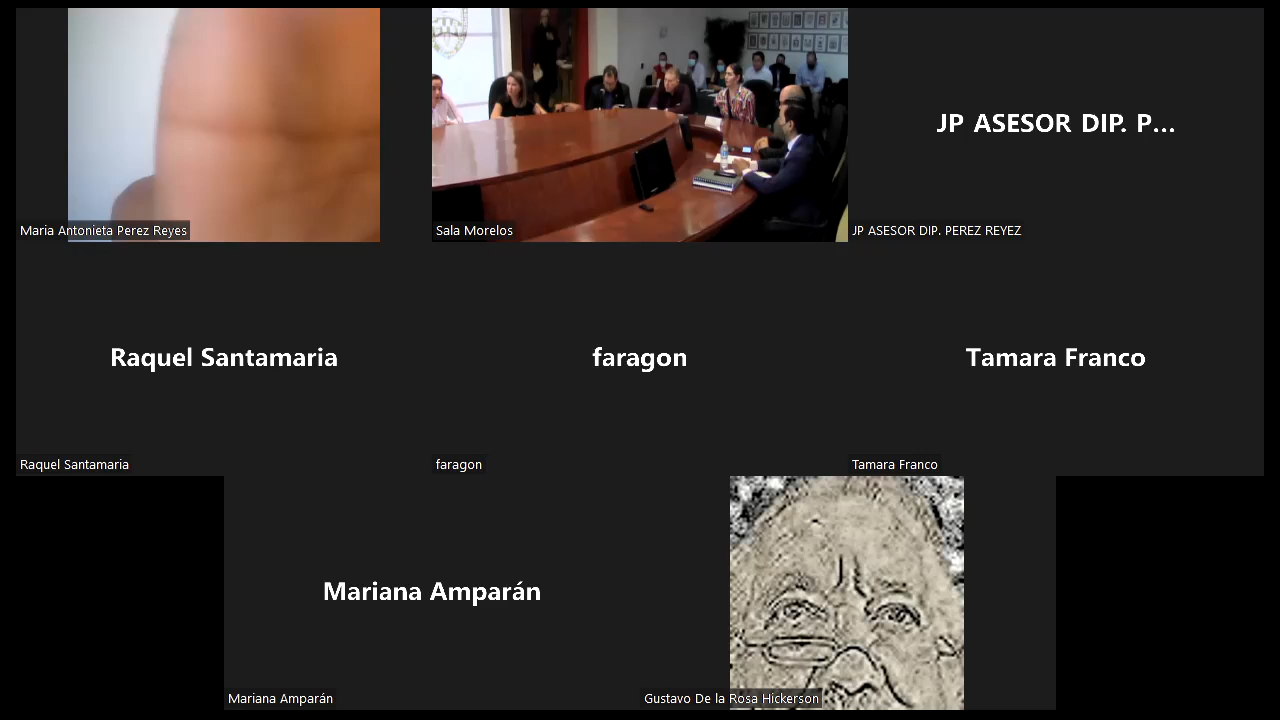 JP ASESOR DIP. P...
Maria Antonieta Perez Reyes
Sala Morelos
JP ASESOR DIP. PEREZ REYEZ
Raquel Santamaria
faragon
Tamara Franco
Raquel Santamaria
faragon
Tamara Franco
Mariana Amparán
Mariana Amparán
Gustavo De la Rosa Hickerson